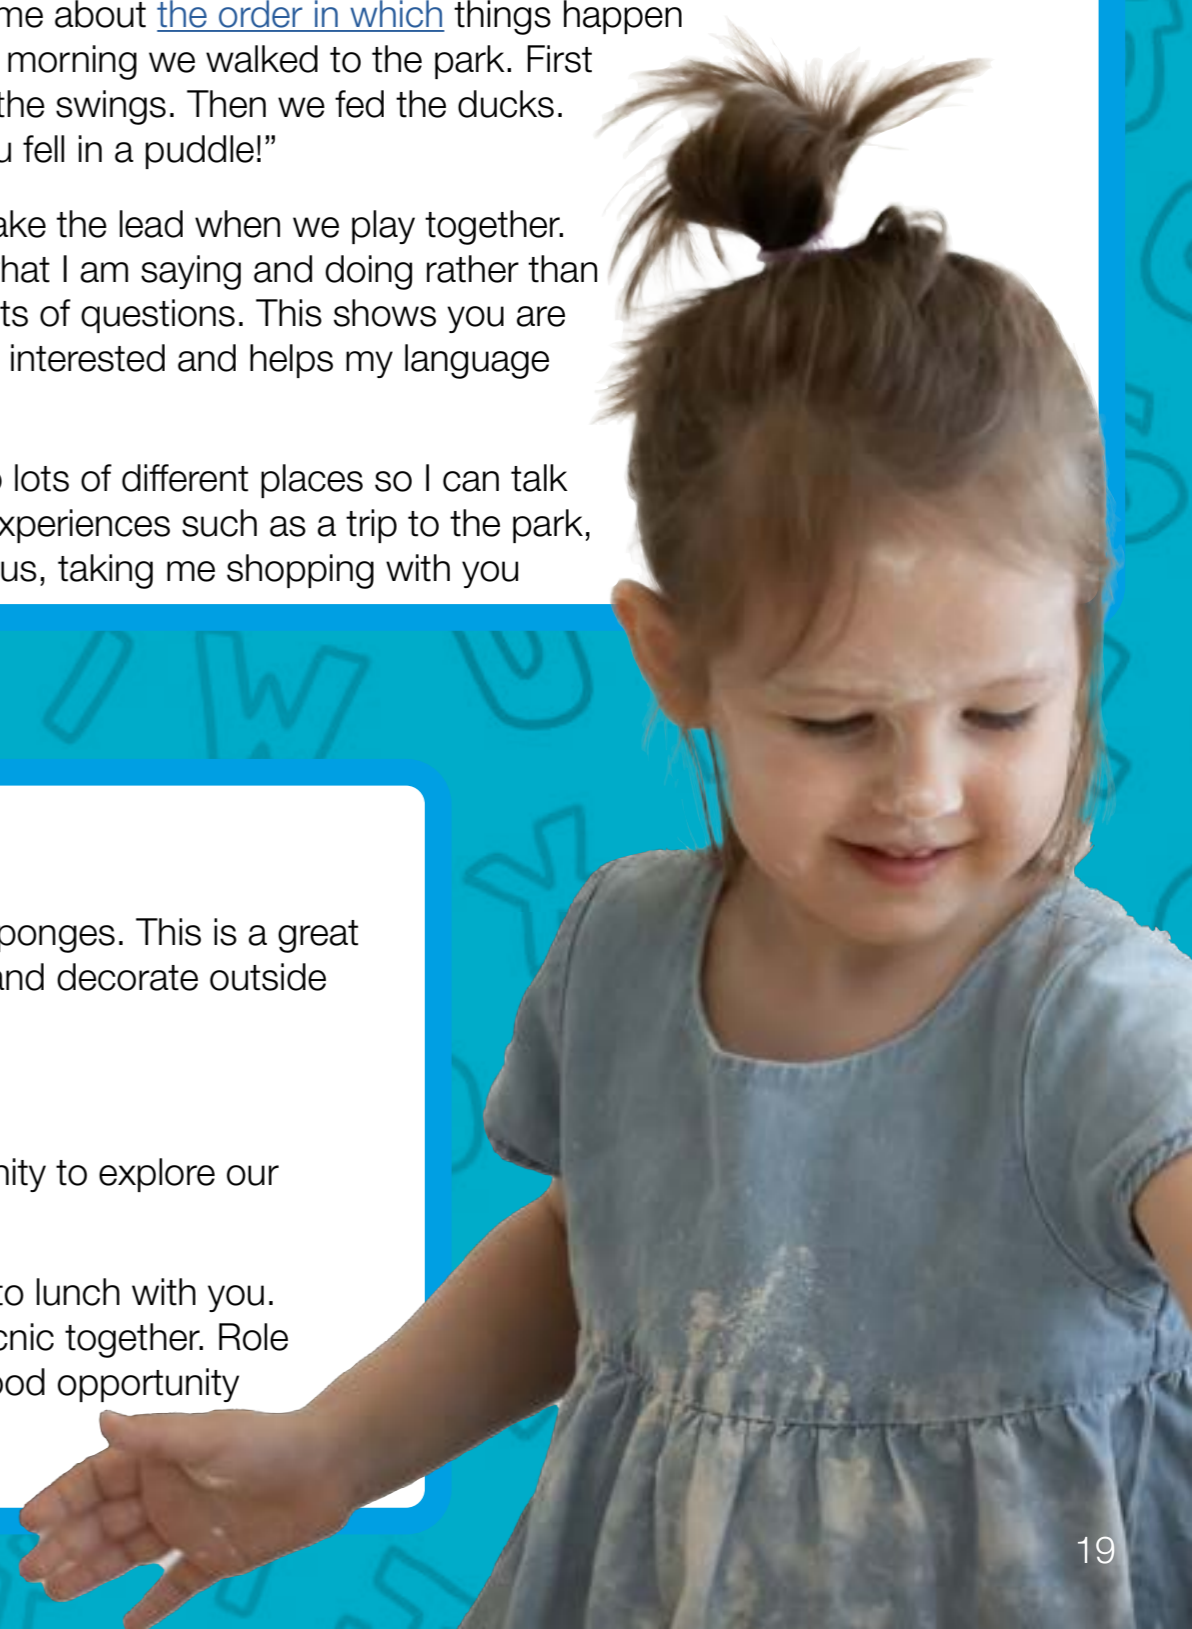 me about the order in which things happen
morning we walked to the park. First
the swings. Then we fed the ducks.
u fell in a puddle!”
ake the lead when we play together.
hat I am saying and doing rather than
ts of questions. This shows you are
interested and helps my language
lots of different places so I can talk
xperiences such as a trip to the park,
us, taking me shopping with you
W U
Y
ponges. This is a great
and decorate outside
nity to explore our
to lunch with you.
cnic together. Role
ood opportunity
19